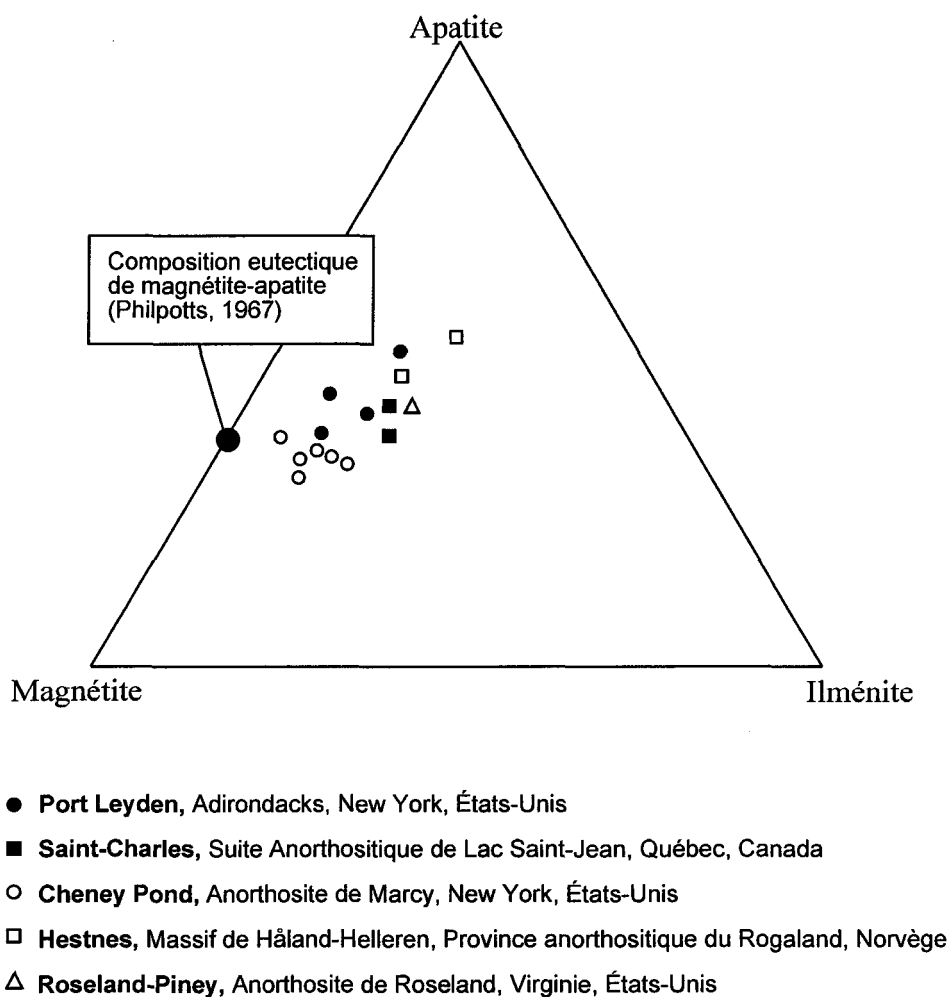 Apatite
Composition eutectique
de magnétite-apatite
(Philpotts, 1967)
Magnétite
Ilménite
Port Leyden, Adirondacks, New York, États-Unis
Saint-Charles, Suite Anorthositique de Lac Saint-Jean, Québec, Canada
Cheney Pond, Anorthosite de Marcy, New York, États-Unis
Hestnes, Massif de Håland-Helleren, Province anorthositique du Rogaland, Norvège
Roseland-Piney, Anorthosite de Roseland, Virginie, États-Unis